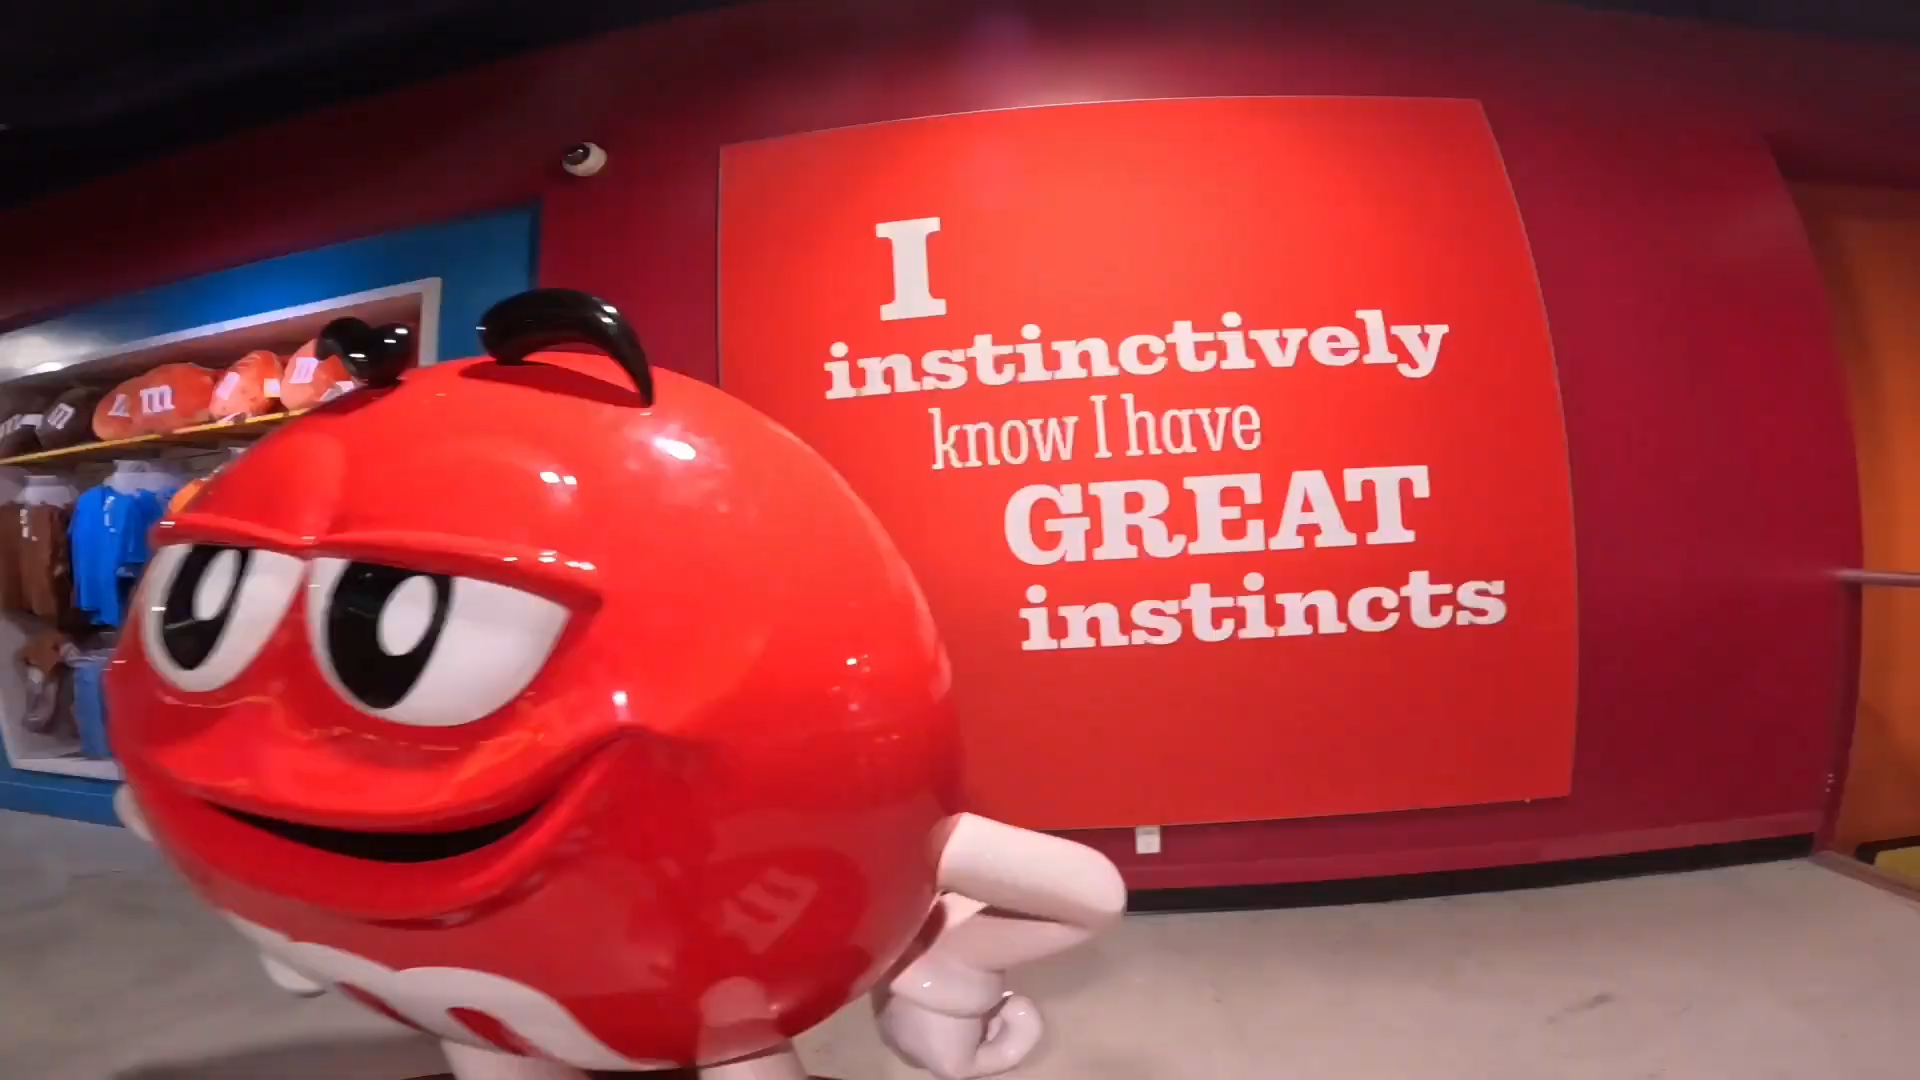 I
instinctively
know I have
GREAT
instincts
m
m